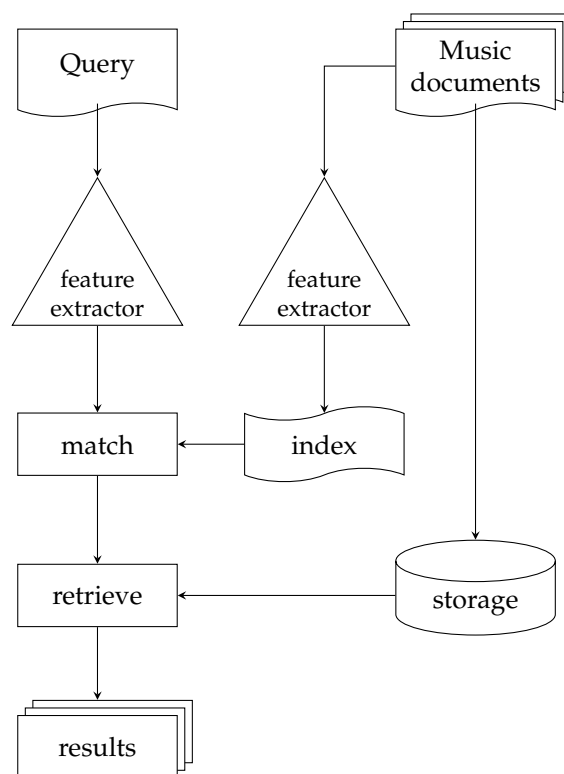 Query
Music
documents
feature
extractor
feature
extractor
match
index
retrieve
storage
results